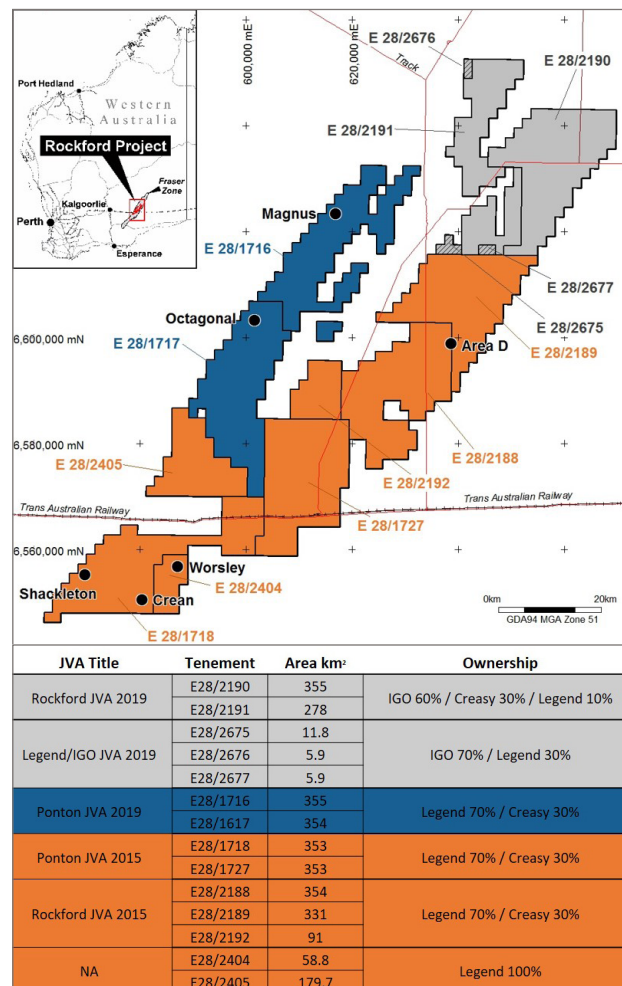 600,000 mE
620,000 mE
E 28/2676
Track
E 28/2190
Port Hedland
Western
Australia
E 28/2191
Rockford Project
Fraser
Zone
Kalgoorlie
Perth
Esperance
Magnus
E 28/1716
E 28/2677
Octagonal
E 28/2675
6,600,000 mN
Area D
E 28/2189
E 28/1717
6,580,000 mN
E 28/2188
E 28/2405
E 28/2192
Trans Australian Railway
Trans Australian Railway
E 28/1727
6,560,000 mN
Worsley
E 28/2404
Shackleton
Crean
0km 20km
E 28/1718
GDA94 MGA Zone 51
JVA Title Tenement Area km² Ownership
Rockford JVA 2019 E28/2190 355 IGO 60% / Creasy 30% / Legend 10%
E28/2191 278
Legend/IGO JVA 2019 E28/2675 11.8 IGO 70% / Legend 30%
E28/2676 5.9
E28/2677 5.9
Ponton JVA 2019 E28/1716 355 Legend 70% / Creasy 30%
E28/1617 354
Ponton JVA 2015 E28/1718 353 Legend 70% / Creasy 30%
E28/1727 353
Rockford JVA 2015 E28/2188 354 Legend 70% / Creasy 30%
E28/2189 331
E28/2192 91
NA E28/2404 58.8 Legend 100%
E28/2405 179.7